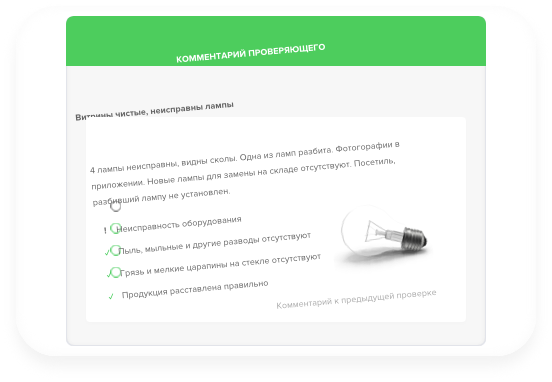 КОММЕНТАРИЙ ПРОВЕРЯЮЩЕГО
Витрины чистые, неисправны лампы
4 лампы неисправны, видны сколы. Одна из ламп разбита. Фотографии в
приложении. Новые лампы для замены на складе отсутствуют. Посетиль,
разбивший лампу не установлен.
! Неисправность оборудования
✓ Пыль, мыльные и другие разводы отсутствуют
✓ Грязь и мелкие царапины на стекле отсутствуют
✓ Продукция расставлена правильно
Комментарий к предыдущей проверке